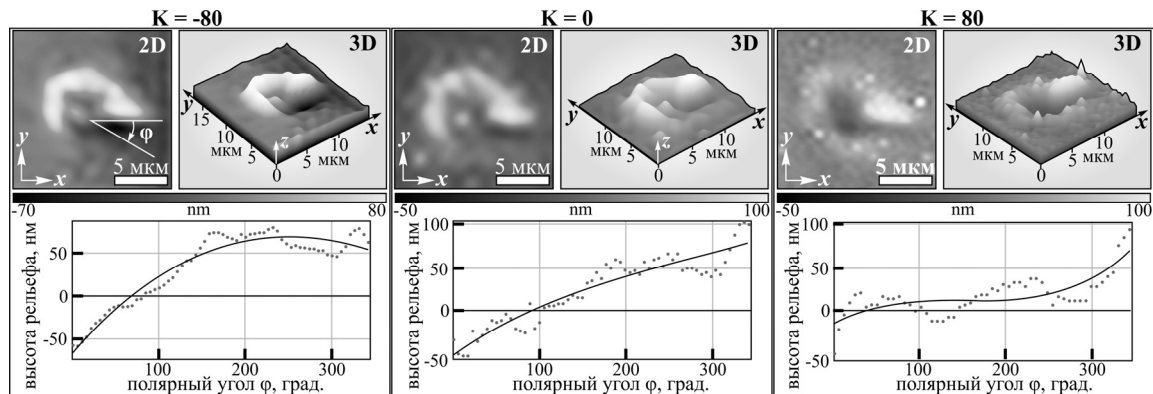 K = -80
K = 0
K = 80
2D
3D
2D
3D
2D
3D
y
x
φ
5 мкм
y
15
10
мкм
5
z
0
5
мкм
10
x
y
x
5 мкм
y
10
мкм
5
z
0
5
мкм
10
x
y
x
5 мкм
y
10
мкм
5
0
5
мкм
10
x
-70 nm 80
-50 nm 100
-50 nm 100
высота рельефа, нм
50
0
-50
100 200 300
полярный угол φ, град.
высота рельефа, нм
100
50
0
-50
100 200 300
полярный угол φ, град.
высота рельефа, нм
100
50
0
-50
100 200 300
полярный угол φ, град.